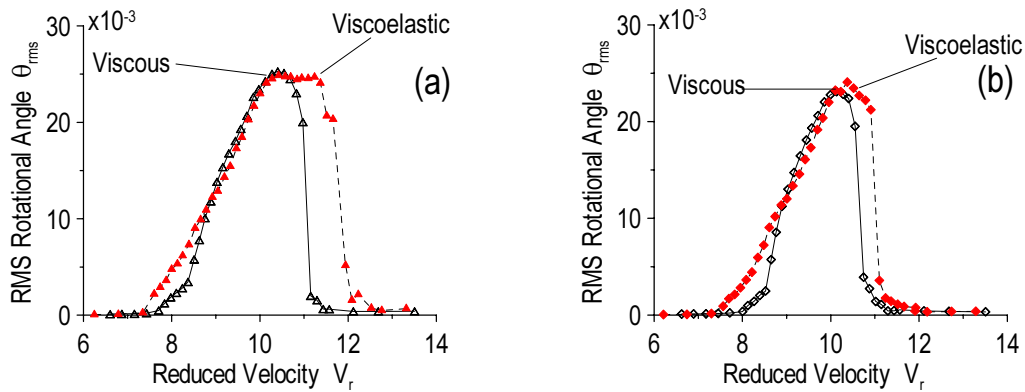 x10-3
30
20
10
0
RMS Rotational Angle θrms
Viscous
Viscoelastic
(a)
6 8 10 12 14
Reduced Velocity Vr
x10-3
30
20
10
0
RMS Rotational Angle θrms
Viscous
Viscoelastic
(b)
6 8 10 12 14
Reduced Velocity Vr